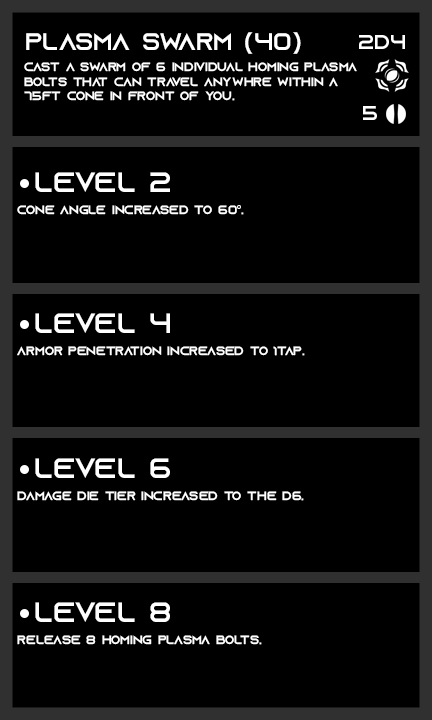 PLASMA SWARM (40)
2D4
CAST A SWARM OF 6 INDIVIDUAL HOMING PLASMA
BOLTS THAT CAN TRAVEL ANYWHRE WITHIN A
75FT CONE IN FRONT OF YOU.
5
•LEVEL 2
CONE ANGLE INCREASED TO 60°.
•LEVEL 4
ARMOR PENETRATION INCREASED TO 1TAP.
•LEVEL 6
DAMAGE DIE TIER INCREASED TO THE D6.
•LEVEL 8
RELEASE 8 HOMING PLASMA BOLTS.